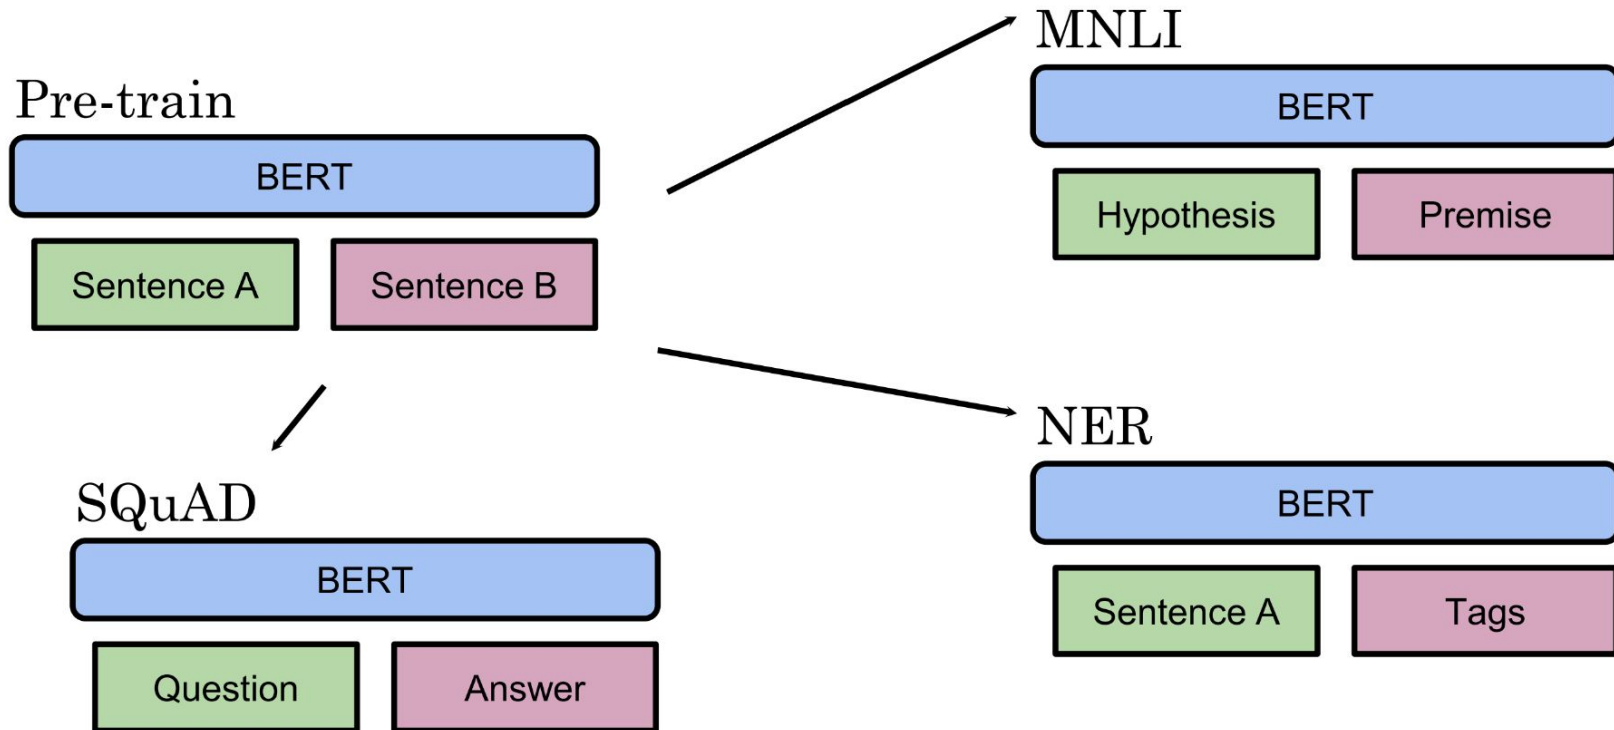 Pre-train
BERT
Sentence A
Sentence B
MNLI
BERT
Hypothesis
Premise
SQuAD
BERT
Question
Answer
NER
BERT
Sentence A
Tags